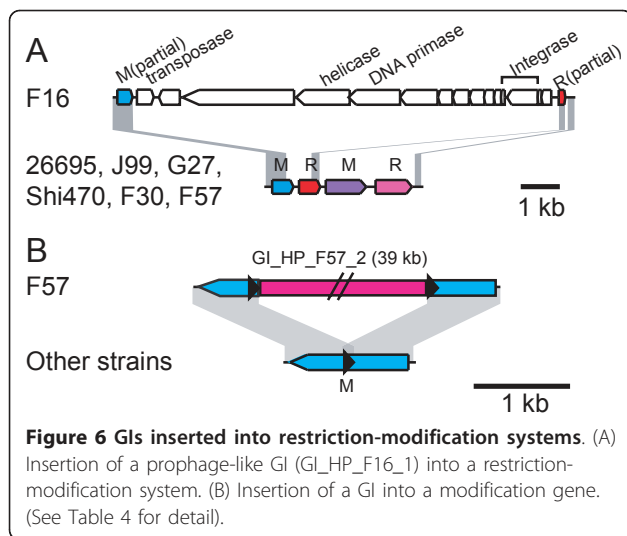 A
M(partial)
transposase
helicase
DNA primase
Integrase
R(partial)
F16
26695, J99, G27,
Shi470, F30, F57
M R M R
1 kb
B
GI_HP_F57_2 (39 kb)
F57
Other strains
M
1 kb
Figure 6 GIs inserted into restriction-modification systems. (A)
Insertion of a prophage-like GI (GI_HP_F16_1) into a restriction-
modification system. (B) Insertion of a GI into a modification gene.
(See Table 4 for detail).